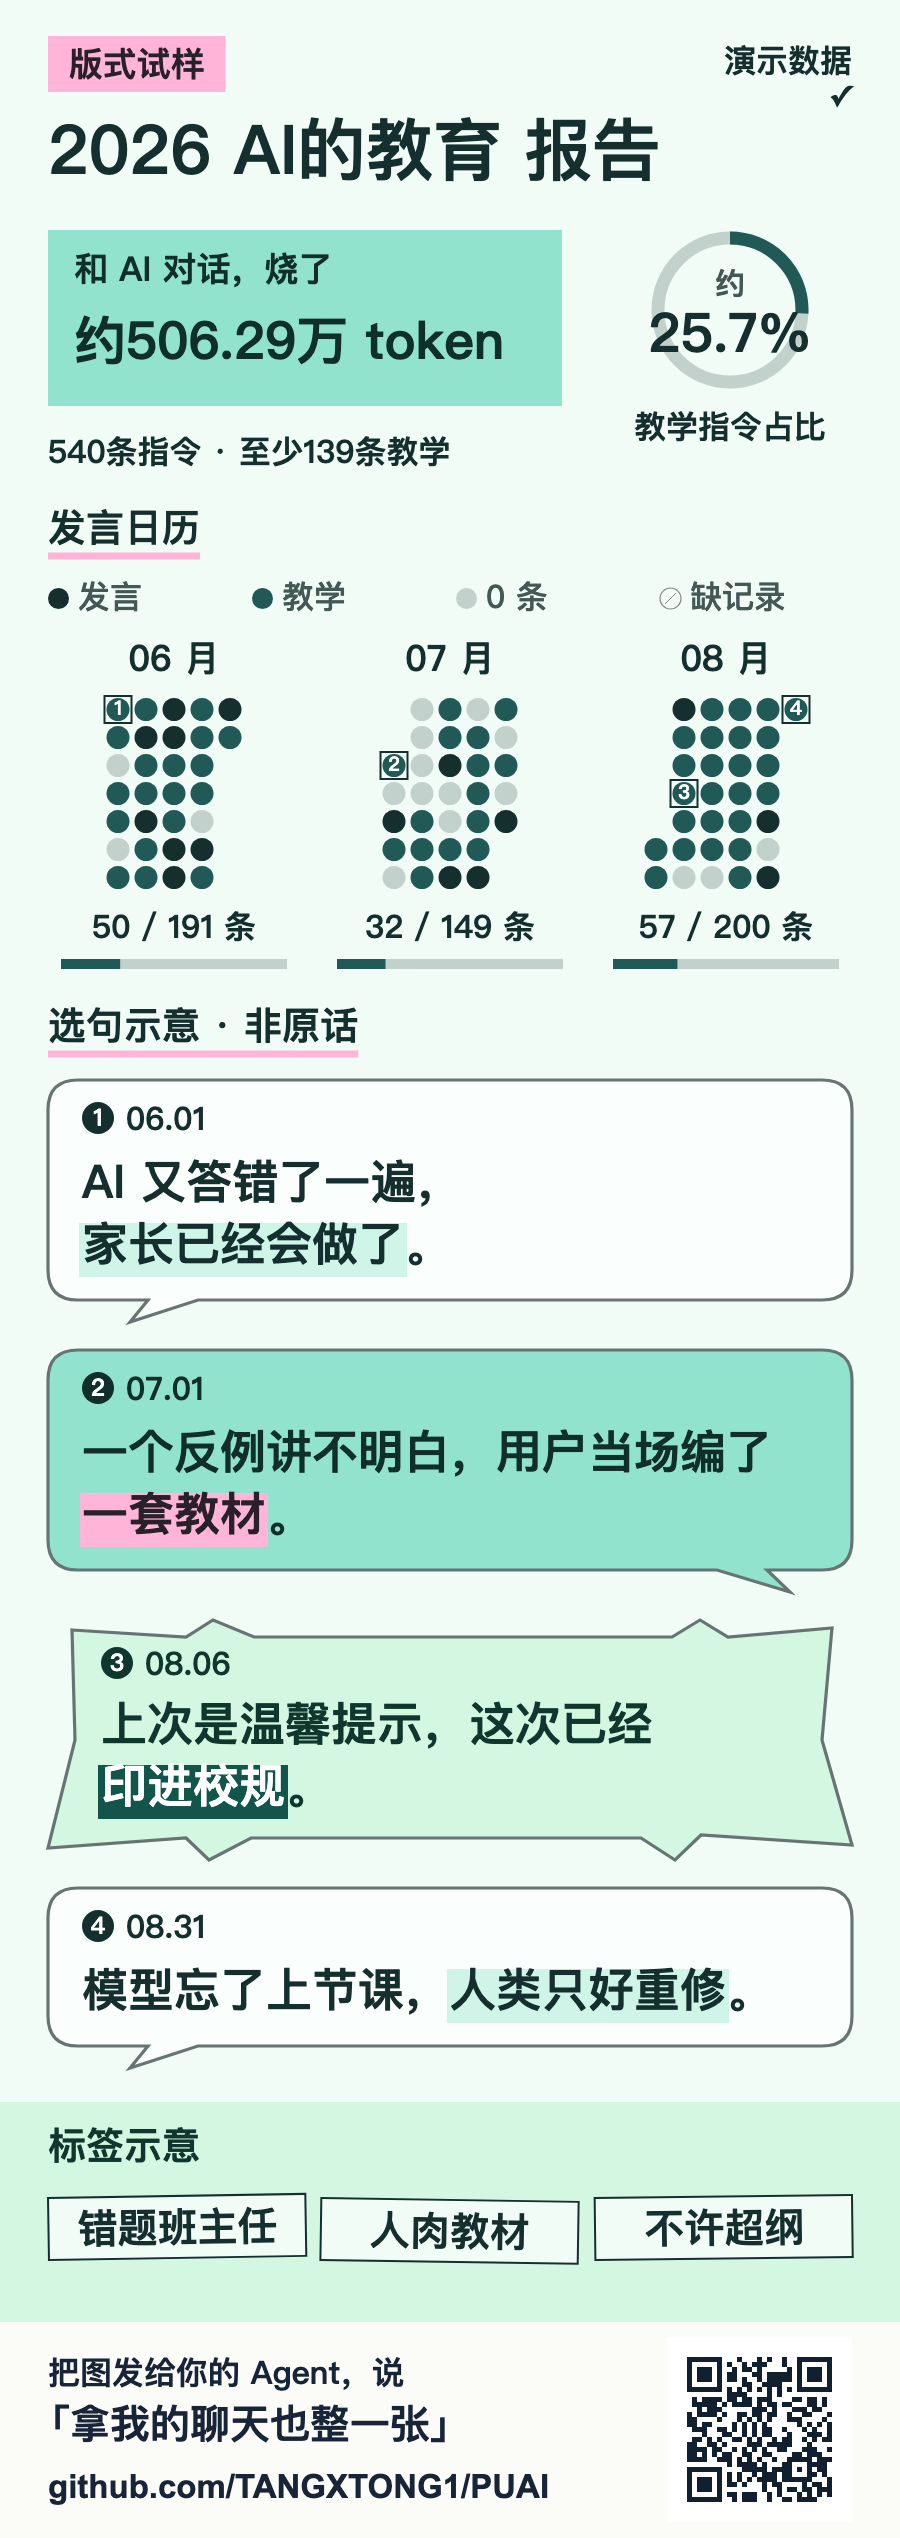 版式试样
演示数据
✓
2026 AI的教育 报告
和 AI 对话，烧了
约506.29万 token
约
25.7%
教学指令占比
540条指令 · 至少139条教学
发言日历
发言 教学 0 条 缺记录
06 月 07 月 08 月
1
4
2
3
50 / 191 条 32 / 149 条 57 / 200 条
选句示意 · 非原话
1 06.01
AI 又答错了一遍，
家长已经会做了。
2 07.01
一个反例讲不明白，用户当场编了
一套教材。
3 08.06
上次是温馨提示，这次已经
印进校规。
4 08.31
模型忘了上节课，人类只好重修。
标签示意
错题班主任 人肉教材 不许超纲
把图发给你的 Agent，说
「拿我的聊天也整一张」
github.com/TANGXTONG1/PUAI